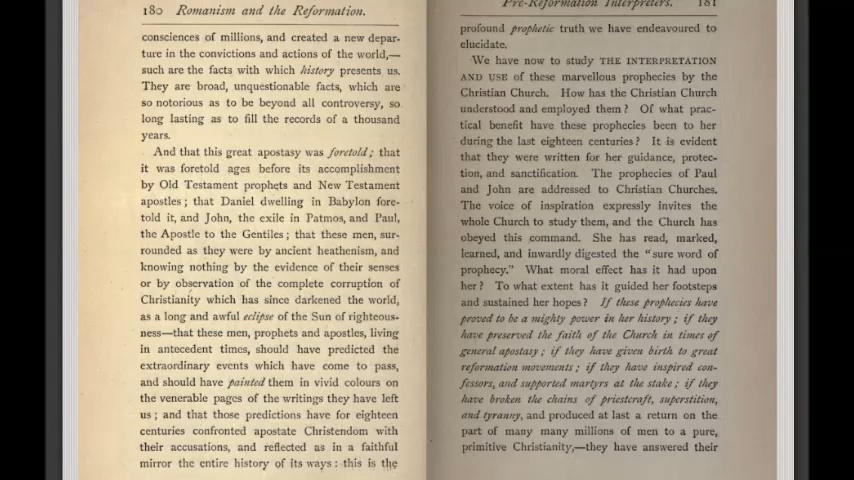 180 Romanism and the Reformation.
consciences of millions, and created a new depar-
ture in the convictions and actions of the world,—
such are the facts with which history presents us.
They are broad, unquestionable facts, which are
so notorious as to be beyond all controversy, so
long lasting as to fill the records of a thousand
years.
And that this great apostasy was foretold; that
it was foretold ages before its accomplishment
by Old Testament prophets and New Testament
apostles; that Daniel dwelling in Babylon fore-
told it, and John, the exile in Patmos, and Paul,
the Apostle to the Gentiles; that these men, sur-
rounded as they were by ancient heathenism, and
knowing nothing by the evidence of their senses
or by observation of the complete corruption of
Christianity which has since darkened the world,
as a long and awful eclipse of the Sun of righteous-
ness—that these men, prophets and apostles, living
in antecedent times, should have predicted the
extraordinary events which have come to pass,
and should have painted them in vivid colours on
the venerable pages of the writings they have left
us; and that those predictions have for eighteen
centuries confronted apostate Christendom with
their accusations, and reflected as in a faithful
mirror the entire history of its ways: this is the
Pre-Reformation Interpreters. 181
profound prophetic truth we have endeavoured to
elucidate.
We have now to study THE INTERPRETATION
AND USE of these marvellous prophecies by the
Christian Church. How has the Christian Church
understood and employed them? Of what prac-
tical benefit have these prophecies been to her
during the last eighteen centuries? It is evident
that they were written for her guidance, protec-
tion, and sanctification. The prophecies of Paul
and John are addressed to Christian Churches.
The voice of inspiration expressly invites the
whole Church to study them, and the Church has
obeyed this command. She has read, marked,
learned, and inwardly digested the "sure word of
prophecy." What moral effect has it had upon
her? To what extent has it guided her footsteps
and sustained her hopes? If these prophecies have
proved to be a mighty power in her history; if they
have preserved the faith of the Church in times of
general apostasy; if they have given birth to great
reformation movements; if they have inspired con-
fessors, and supported martyrs at the stake; if they
have broken the chains of priestcraft, superstition,
and tyranny, and produced at last a return on the
part of many many millions of men to a pure,
primitive Christianity,—they have answered their